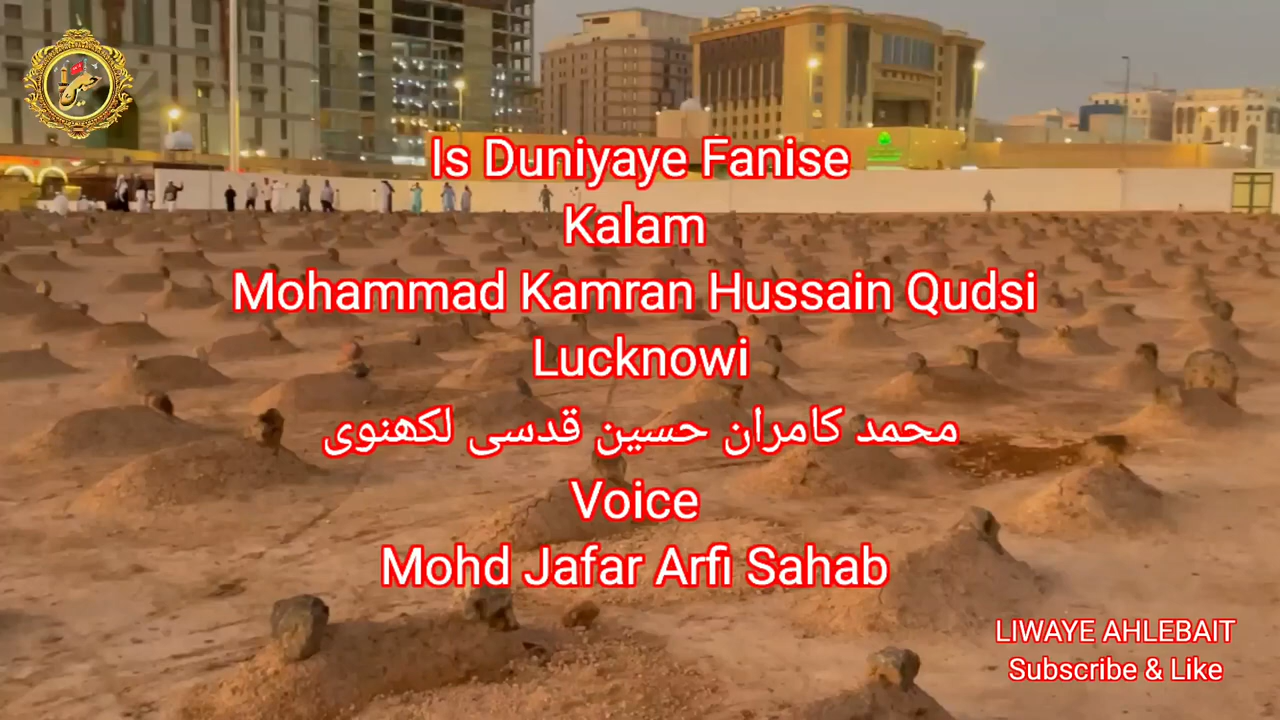 حسین
Is Duniyaye Fanise
Kalam
Mohammad Kamran Hussain Qudsi
Lucknowi
محمد کامران حسین قدسی لکھنوی
Voice
Mohd Jafar Arfi Sahab
LIWAYE AHLEBAIT
Subscribe & Like